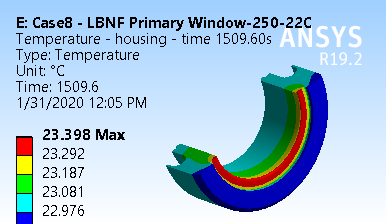 E: Case8 - LBNF Primary Window-250-22C
Temperature - housing - time 1509.60s
Type: Temperature
Unit: °C
Time: 1509.6
1/31/2020 12:05 PM
ANSYS
R19.2
23.398 Max
23.292
23.187
23.081
22.976